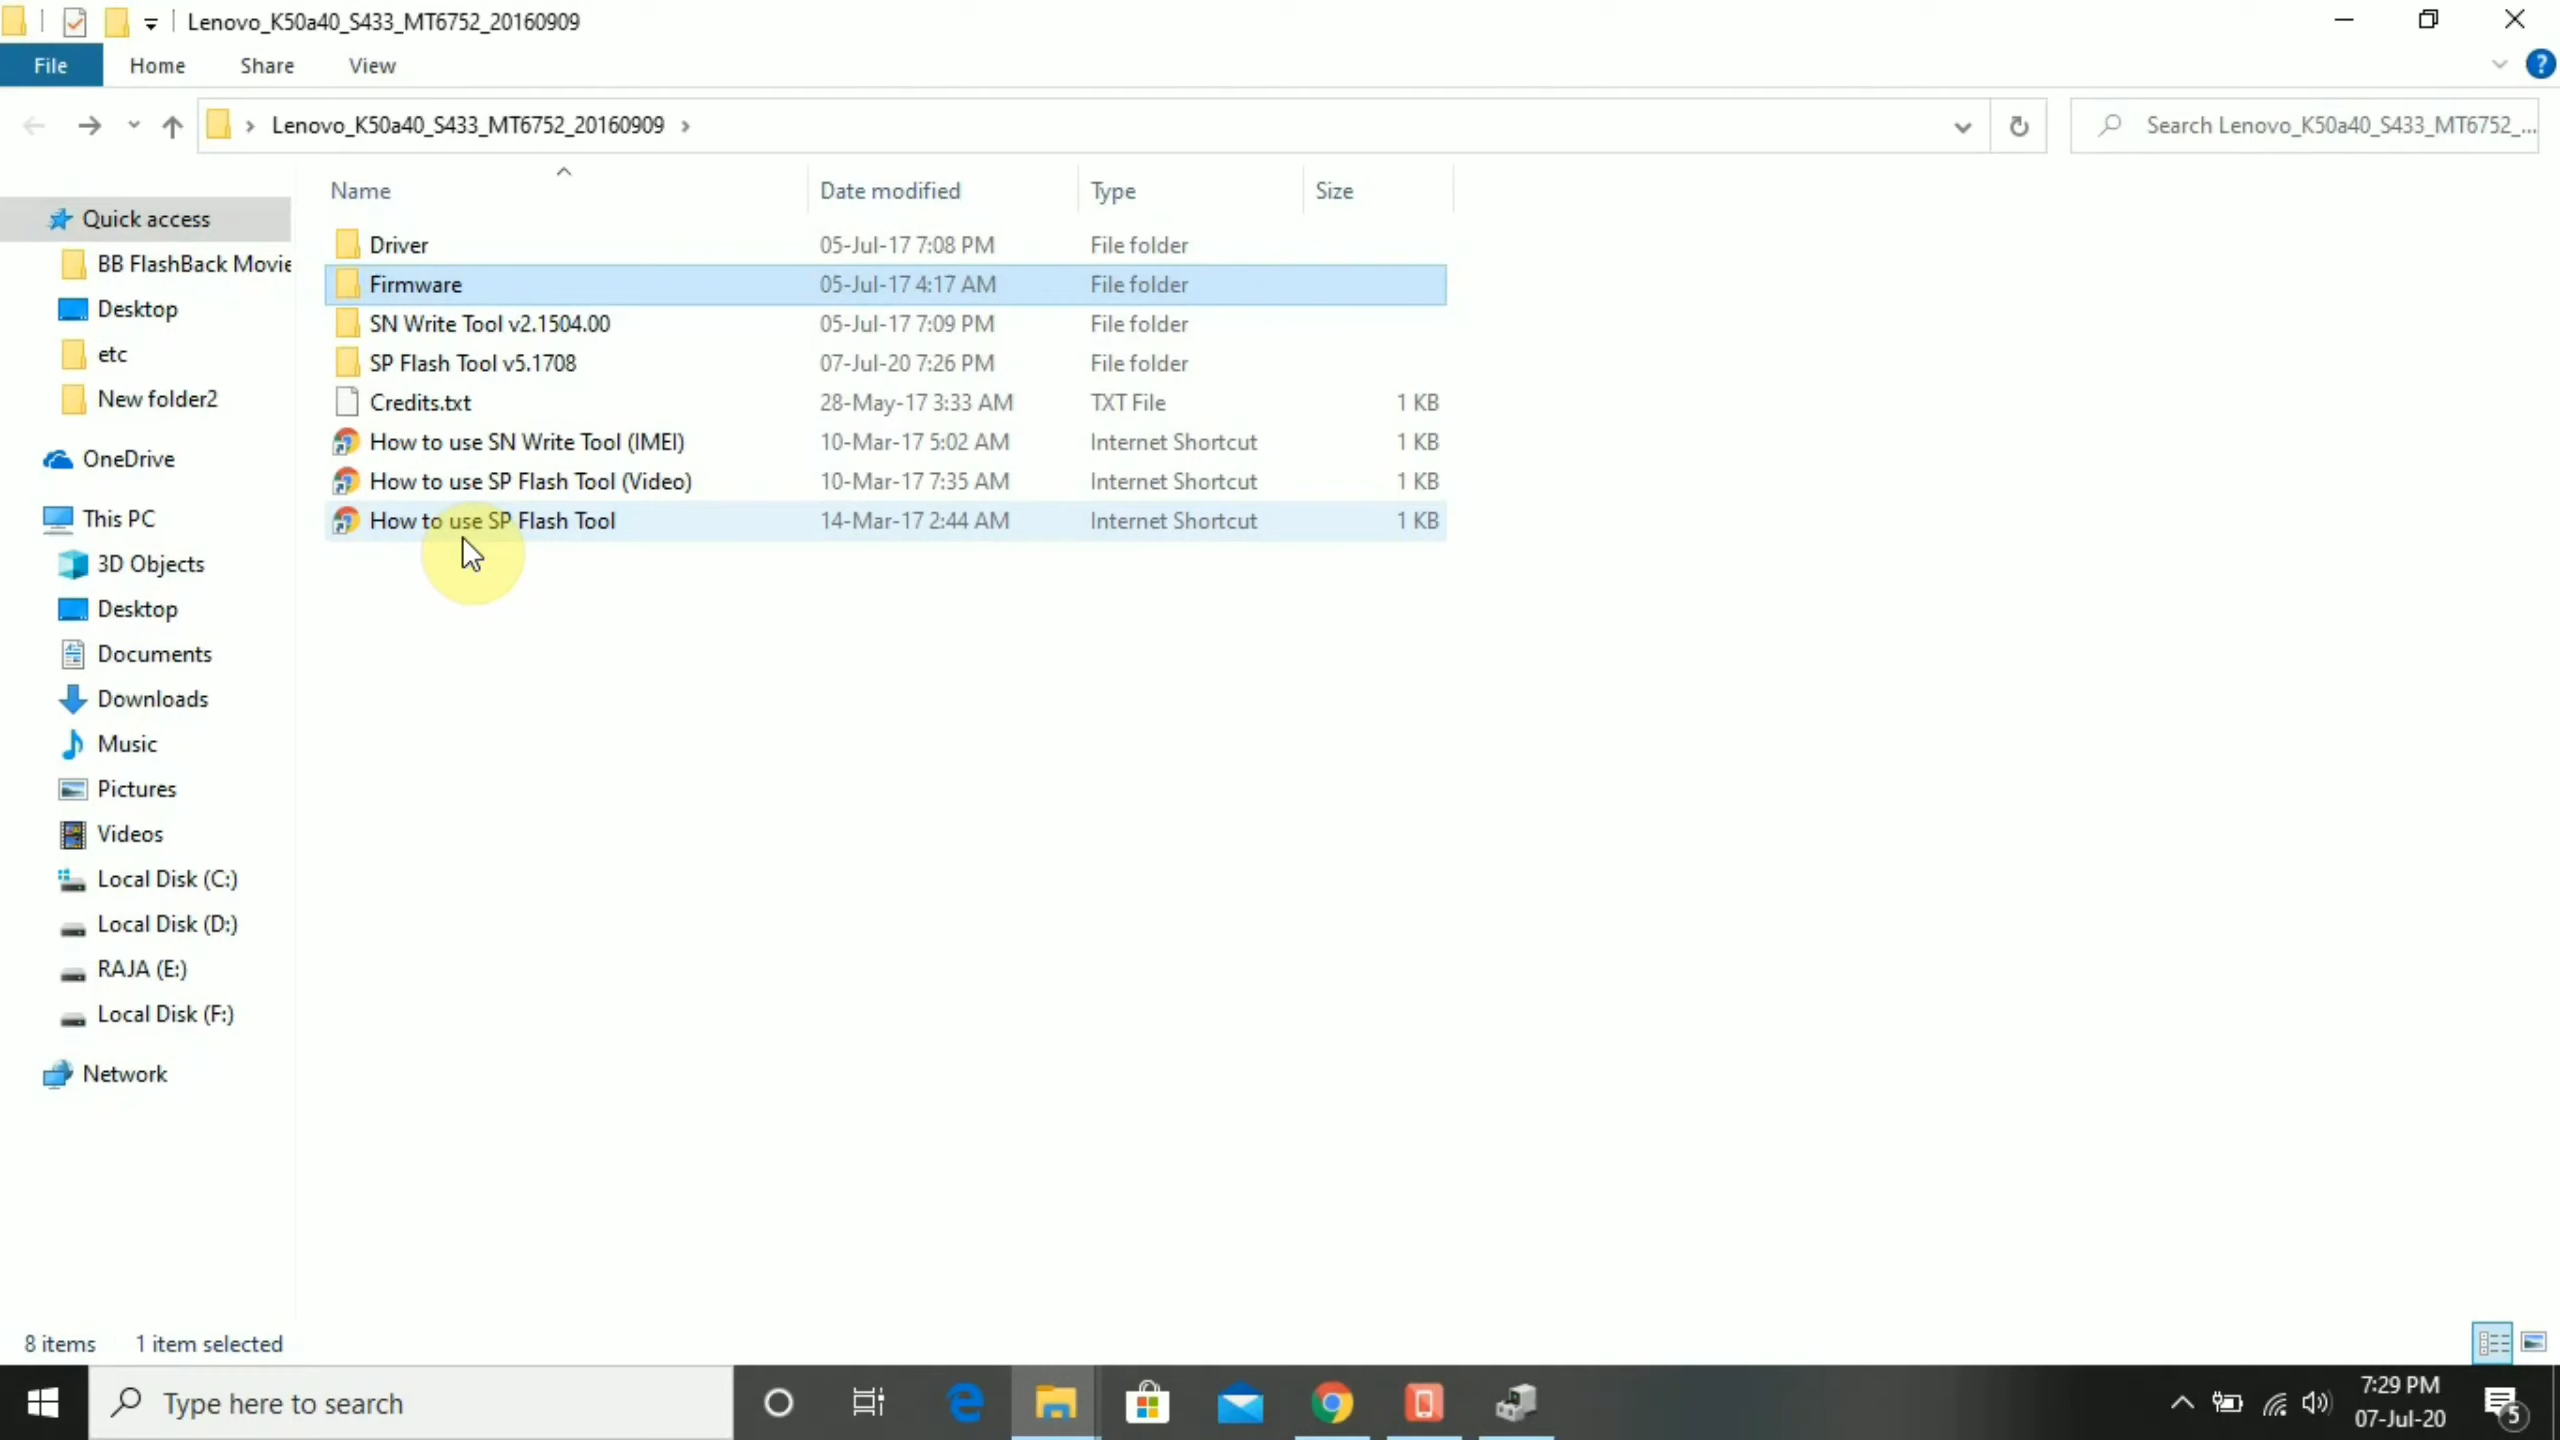 Lenovo_K50a40_S433_MT6752_20160909
File Home Share View
Lenovo_K50a40_S433_MT6752_20160909
Search Lenovo_K50a40_S433_MT6752_...
Name Date modified Type Size
Quick access
BB FlashBack Movie
Desktop
etc
New folder2
OneDrive
This PC
3D Objects
Desktop
Documents
Downloads
Music
Pictures
Videos
Local Disk (C:)
Local Disk (D:)
RAJA (E:)
Local Disk (F:)
Network
Driver 05-Jul-17 7:08 PM File folder
Firmware 05-Jul-17 4:17 AM File folder
SN Write Tool v2.1504.00 05-Jul-17 7:09 PM File folder
SP Flash Tool v5.1708 07-Jul-20 7:26 PM File folder
Credits.txt 28-May-17 3:33 AM TXT File 1 KB
How to use SN Write Tool (IMEI) 10-Mar-17 5:02 AM Internet Shortcut 1 KB
How to use SP Flash Tool (Video) 10-Mar-17 7:35 AM Internet Shortcut 1 KB
How to use SP Flash Tool 14-Mar-17 2:44 AM Internet Shortcut 1 KB
8 items 1 item selected
Type here to search
7:29 PM
07-Jul-20
5